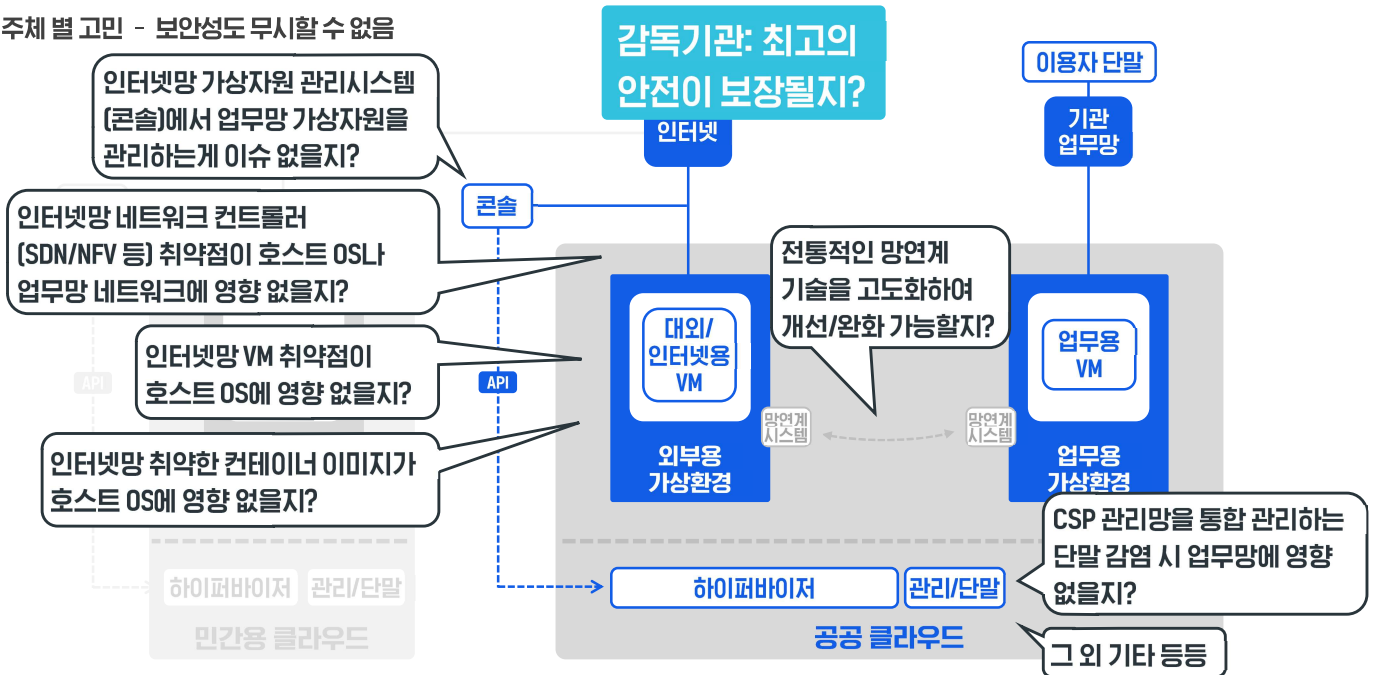 주체 별 고민 - 보안성도 무시할 수 없음
감독기관: 최고의
안전이 보장될지?
인터넷
이용자 단말
기관
업무망
인터넷망 가상자원 관리시스템
(콘솔)에서 업무망 가상자원을
관리하는게 이슈 없을지?
콘솔
인터넷망 네트워크 컨트롤러
(SDN/NFV 등) 취약점이 호스트 OS나
업무망 네트워크에 영향 없을지?
전통적인 망연계
기술을 고도화하여
개선/완화 가능할지?
인터넷망 VM 취약점이
호스트 OS에 영향 없을지?
API
API
대외/
인터넷용
VM
업무용
VM
망연계
시스템
망연계
시스템
외부용
가상환경
업무용
가상환경
인터넷망 취약한 컨테이너 이미지가
호스트 OS에 영향 없을지?
CSP 관리망을 통합 관리하는
단말 감염 시 업무망에 영향
없을지?
하이퍼바이저
관리/단말
하이퍼바이저
관리/단말
민간용 클라우드
공공 클라우드
그 외 기타 등등